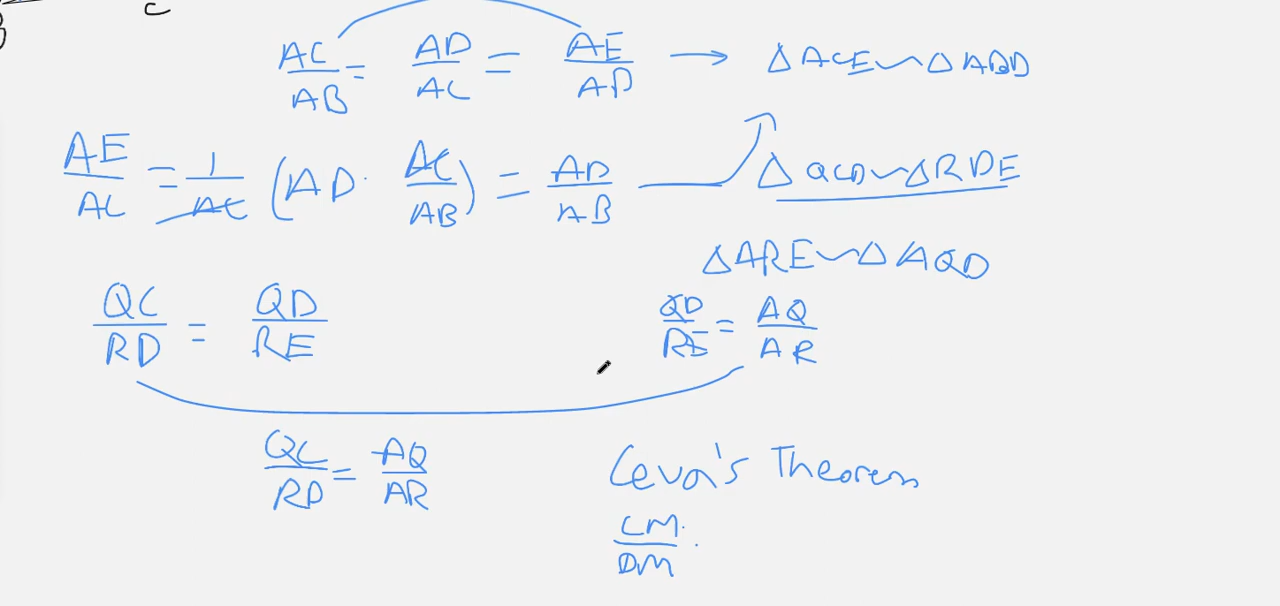 C
AC/AB = AD/AC = AE/AD → △ACE ~ △ABD
AE/AC = 1/AC (AD · AC/AB) = AD/AB
△QCD ~ △RDE
△ARE ~ △AQD
QC/RD = QD/RE
QD/RE = AQ/AR
QC/RD = AQ/AR
Ceva's Theorem
CM/DM ·